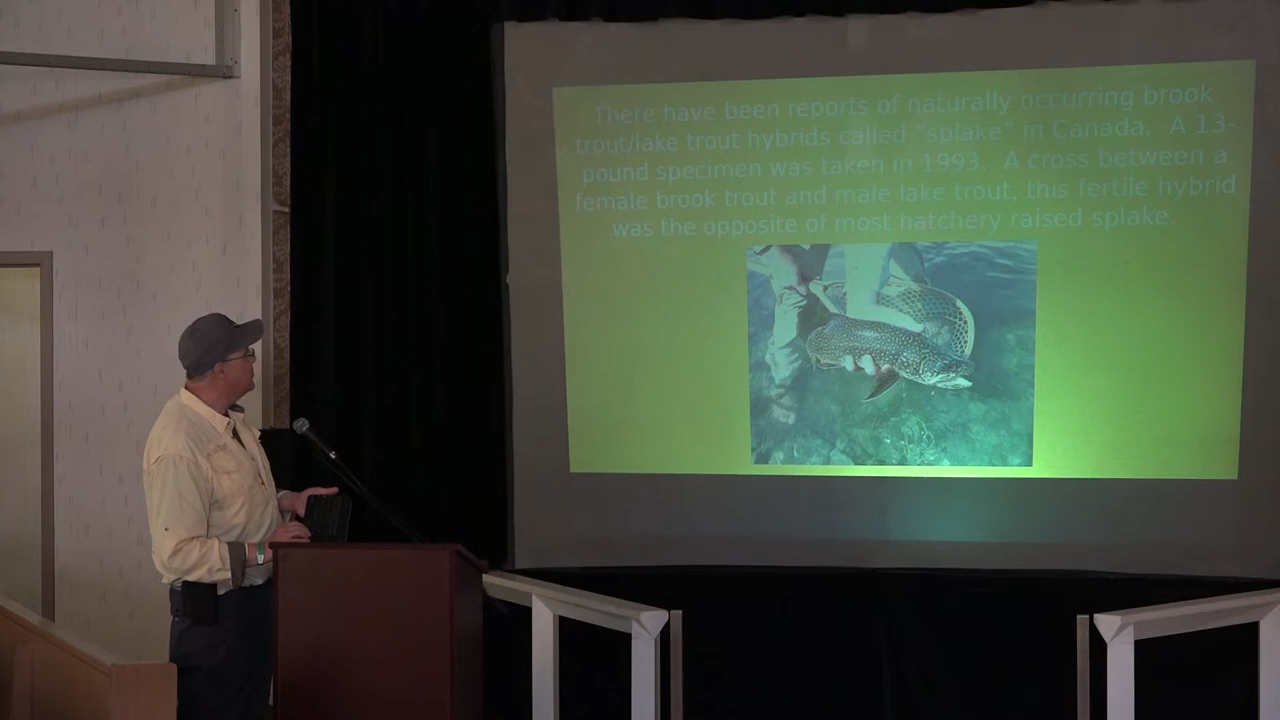 There have been reports of naturally occurring brook
trout/lake trout hybrids called "splake" in Canada.  A 13-
pound specimen was taken in 1993.  A cross between a
female brook trout and male lake trout, this fertile hybrid
was the opposite of most hatchery raised splake.